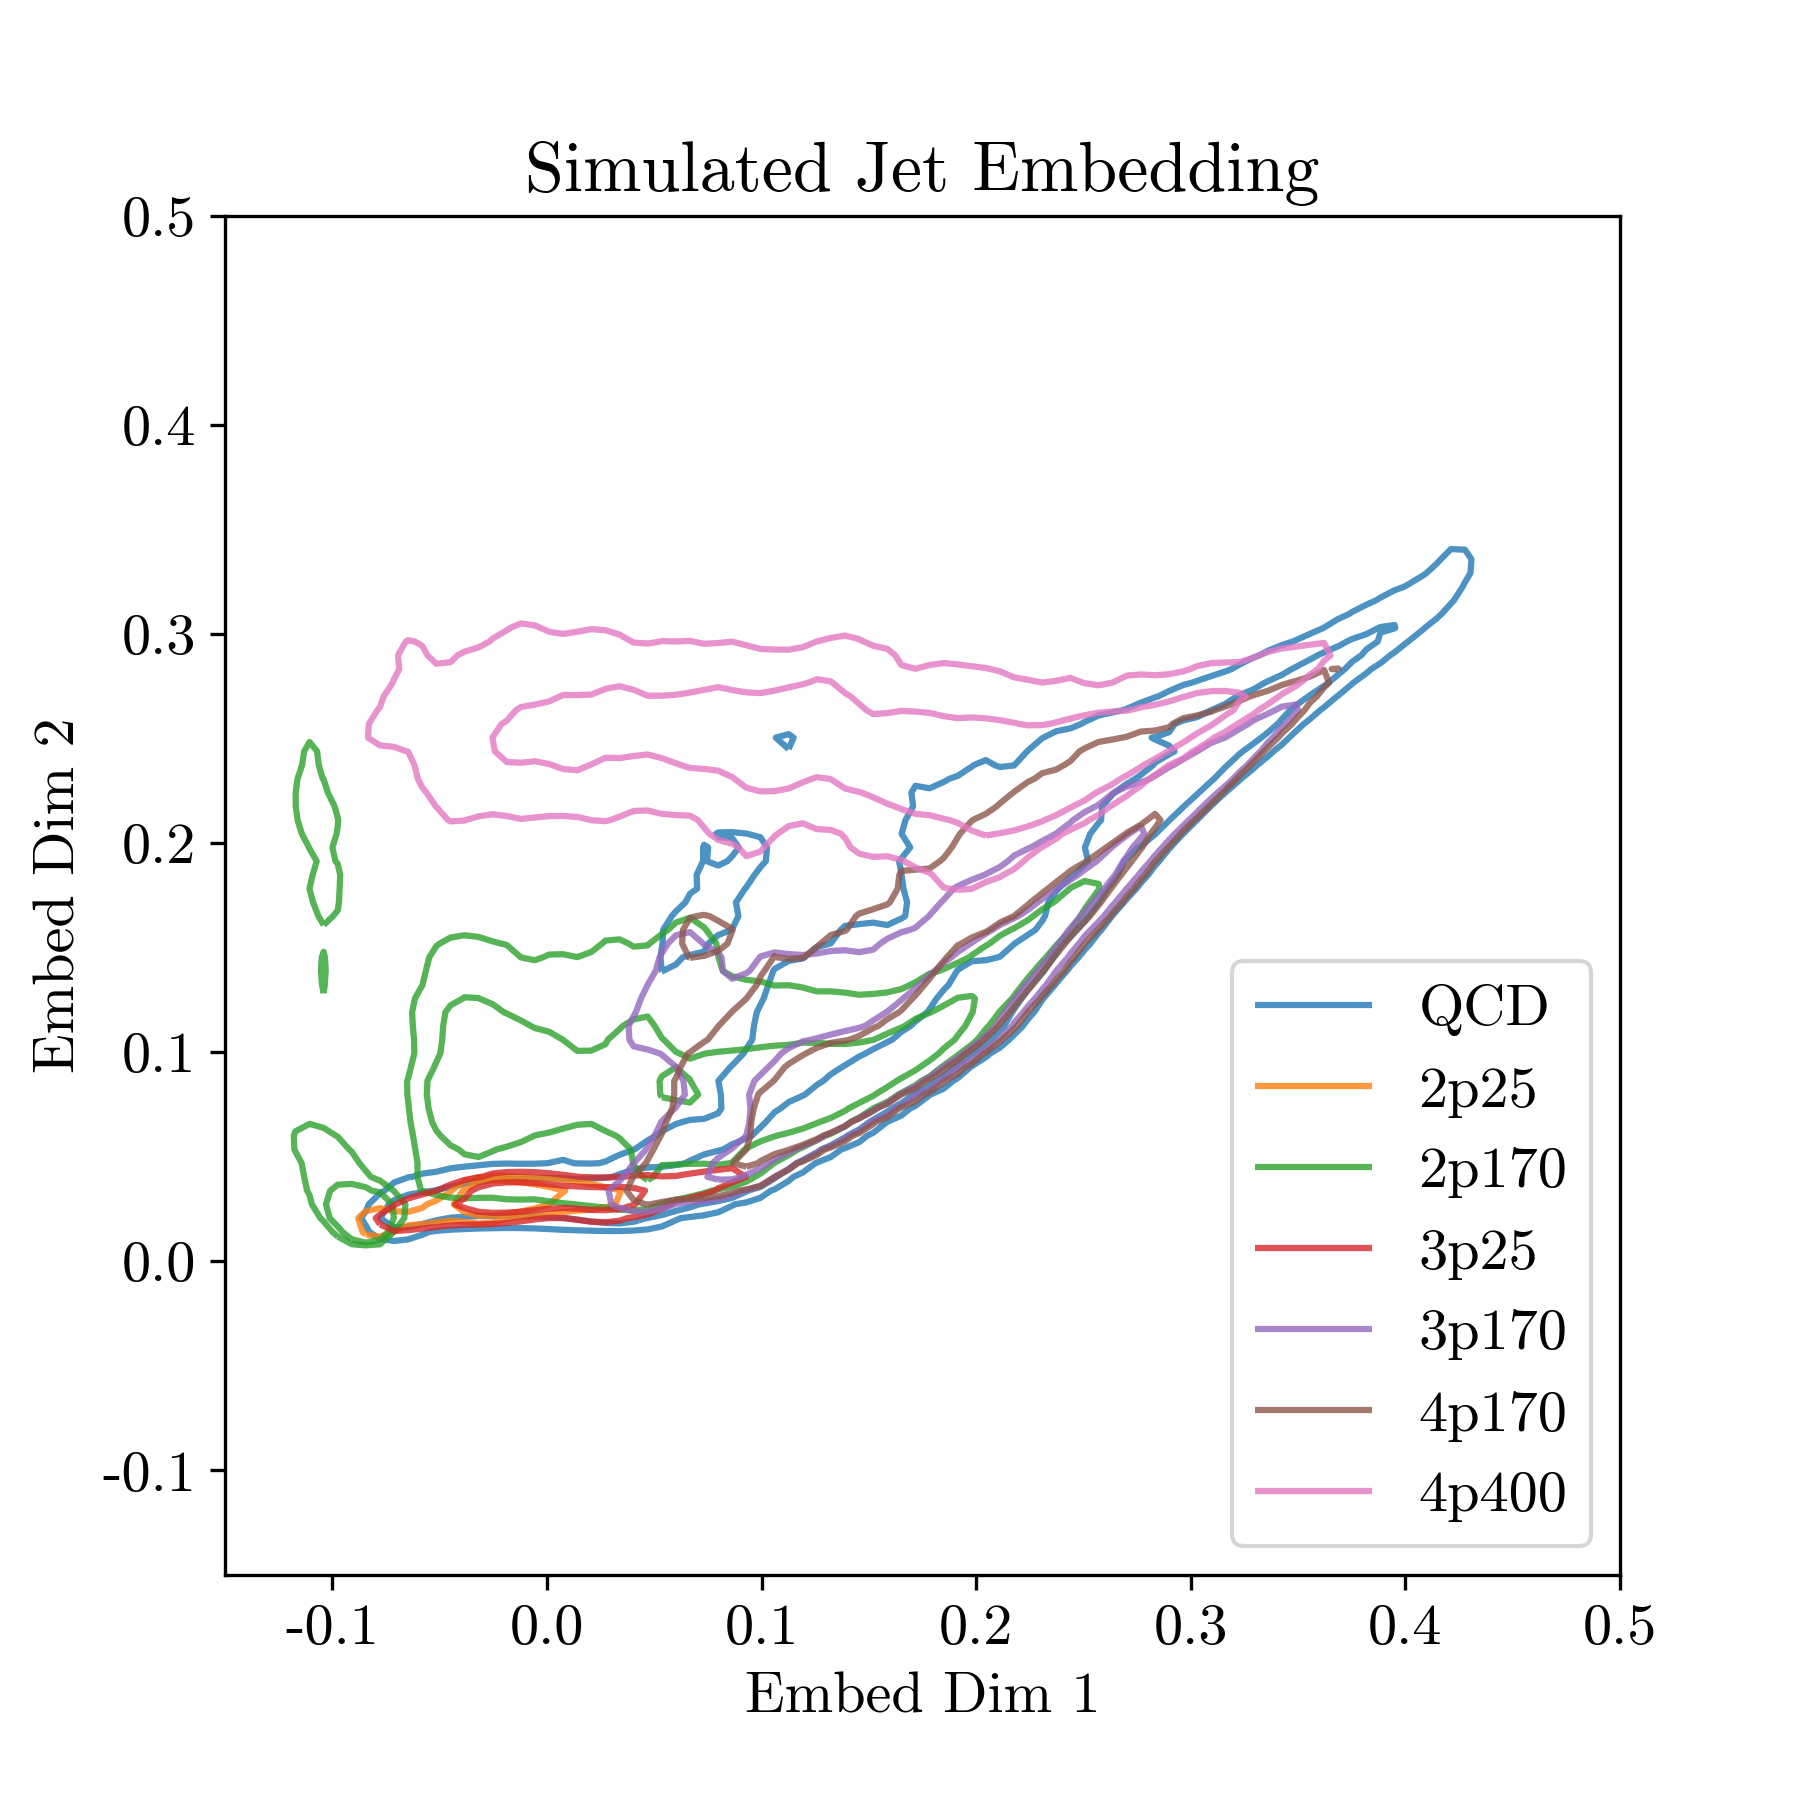 Simulated Jet Embedding
Embed Dim 2
0.5
0.4
0.3
0.2
0.1
0.0
-0.1
QCD
2p25
2p170
3p25
3p170
4p170
4p400
-0.1 0.0 0.1 0.2 0.3 0.4 0.5
Embed Dim 1